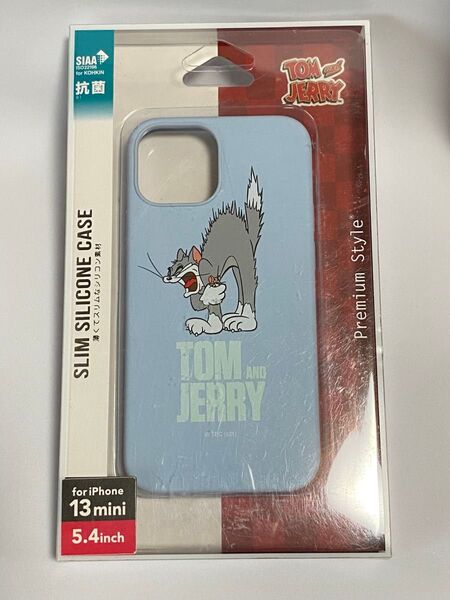 SIAA
ISO22196
for KOHKIN
抗菌
TOM AND
JERRY
SLIM SILICONE CASE
薄くてスリムなシリコン素材
Premium Style
TOM AND
JERRY
for iPhone
13 mini
5.4inch